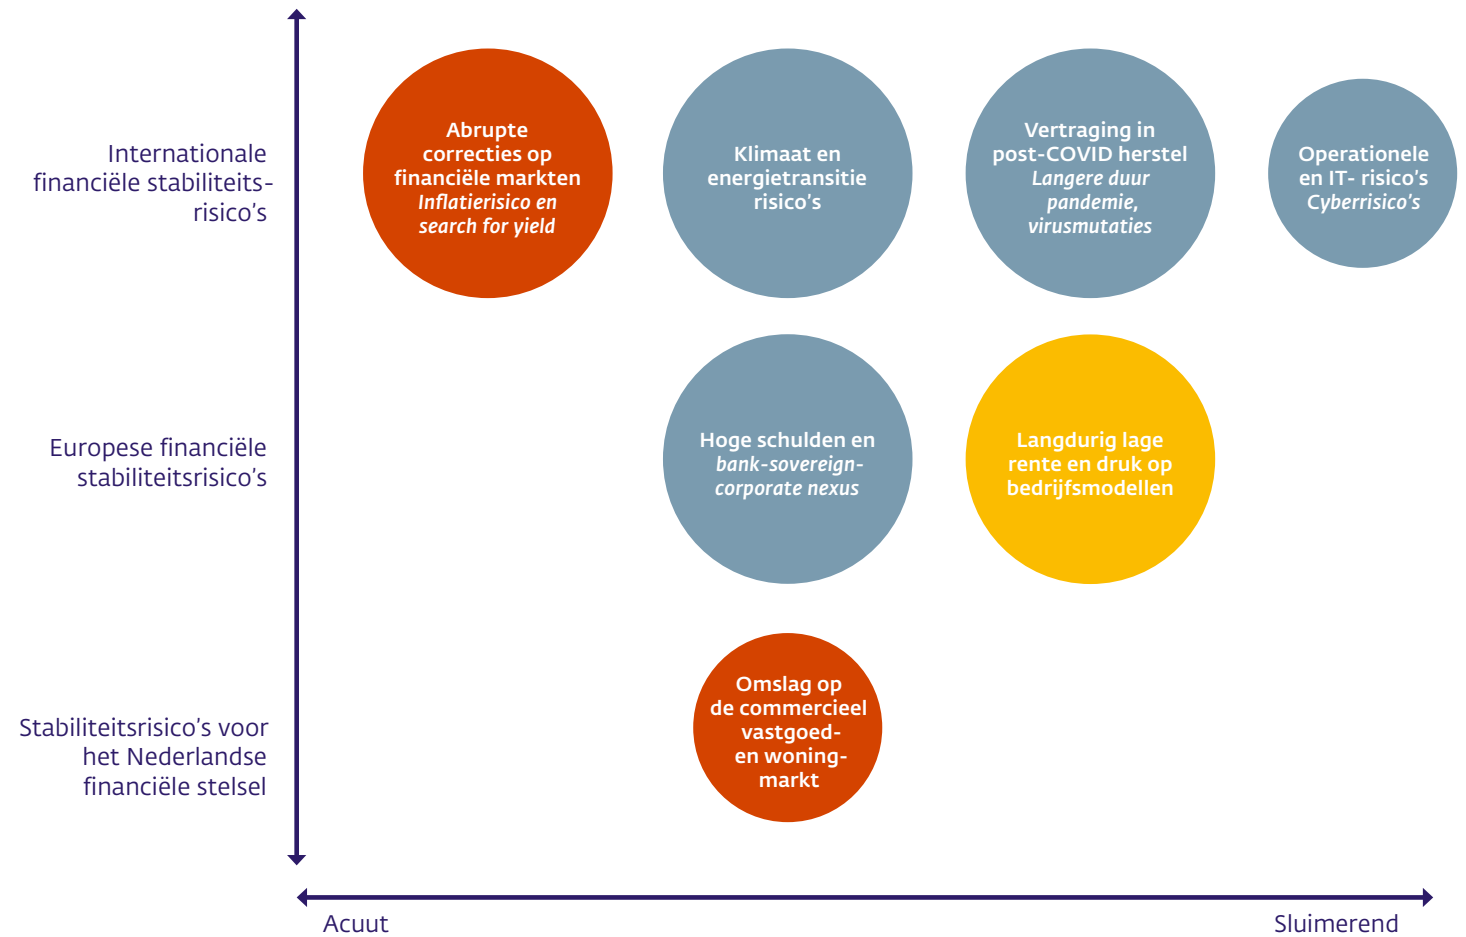 Internationale
financiële stabiliteits-
risico's
Abrupte
correcties op
financiële markten
Inflatierisico en
search for yield
Klimaat en
energietransitie
risico's
Vertraging in
post-COVID herstel
Langere duur
pandemie,
virusmutaties
Operationele
en IT- risico's
Cyberrisico's
Europese financiële
stabiliteitsrisico's
Hoge schulden en
bank-sovereign-
corporate nexus
Langdurig lage
rente en druk op
bedrijfsmodellen
Stabiliteitsrisico's voor
het Nederlandse
financiële stelsel
Omslag op
de commercieel
vastgoed-
en woning-
markt
Acuut
Sluimerend